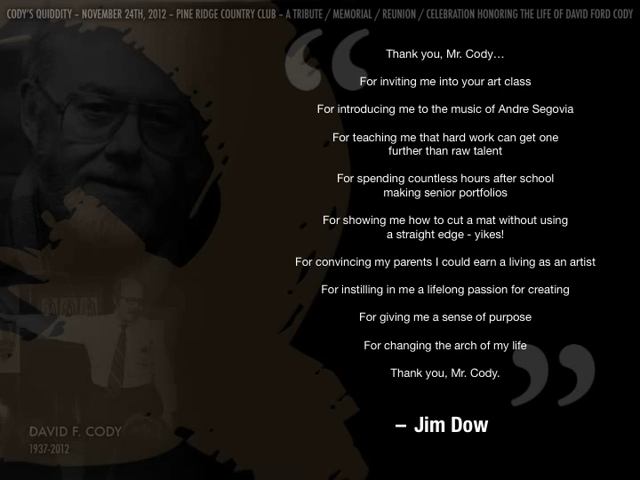 CODY'S QUIDDITY – NOVEMBER 24TH, 2012 – PINE RIDGE COUNTRY CLUB – A TRIBUTE / MEMORIAL / REUNION / CELEBRATION HONORING THE LIFE OF DAVID FORD CODY
“
Thank you, Mr. Cody…
For inviting me into your art class
For introducing me to the music of Andre Segovia
For teaching me that hard work can get one
further than raw talent
For spending countless hours after school
making senior portfolios
For showing me how to cut a mat without using
a straight edge - yikes!
For convincing my parents I could earn a living as an artist
For instilling in me a lifelong passion for creating
For giving me a sense of purpose
For changing the arch of my life
Thank you, Mr. Cody.
”
– Jim Dow
DAVID F. CODY
1937-2012